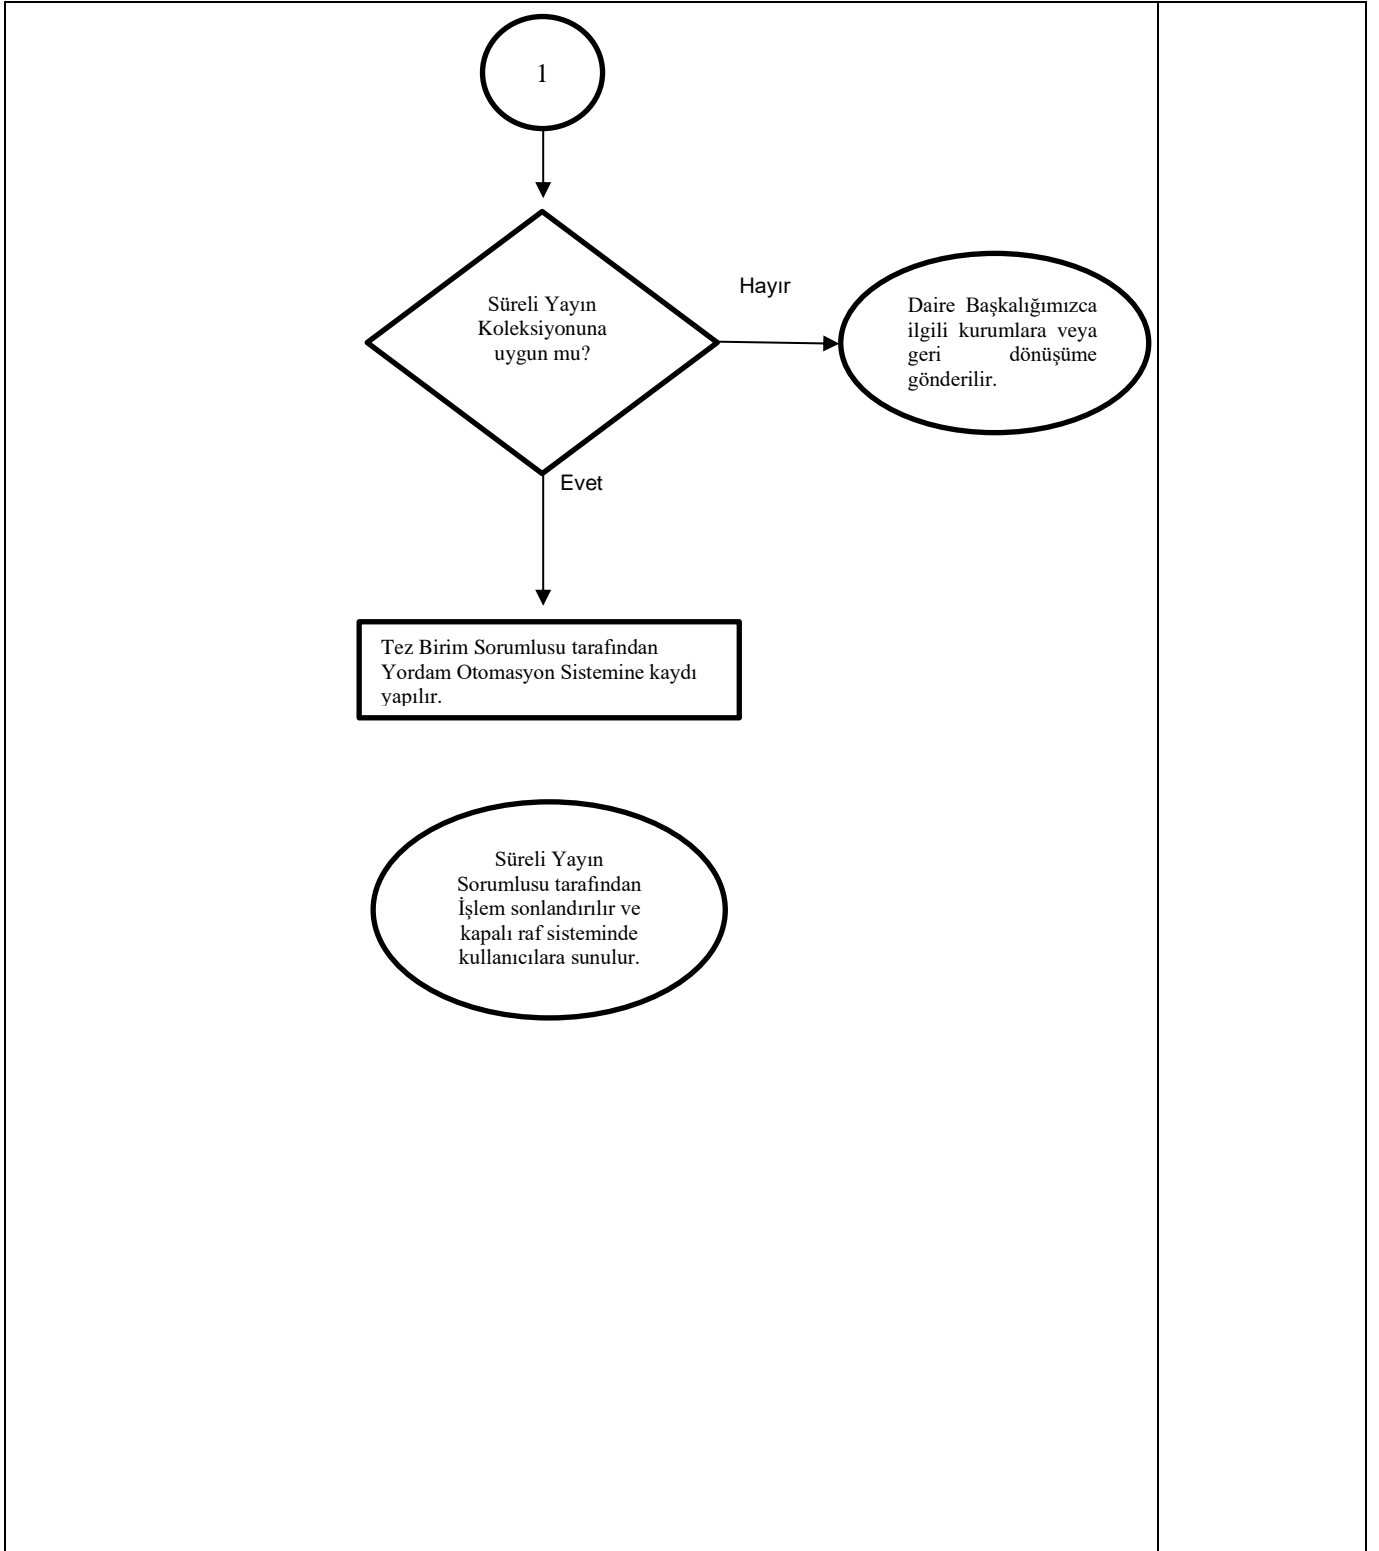 1
Süreli Yayın
Koleksiyonuna
uygun mu?
Hayır
Daire Başkalığımızca
ilgili kurumlara veya
geri dönüşüme
gönderilir.
Evet
Tez Birim Sorumlusu tarafından
Yordam Otomasyon Sistemine kaydı
yapılır.
Süreli Yayın
Sorumlusu tarafından
İşlem sonlandırılır ve
kapalı raf sisteminde
kullanıcılara sunulur.